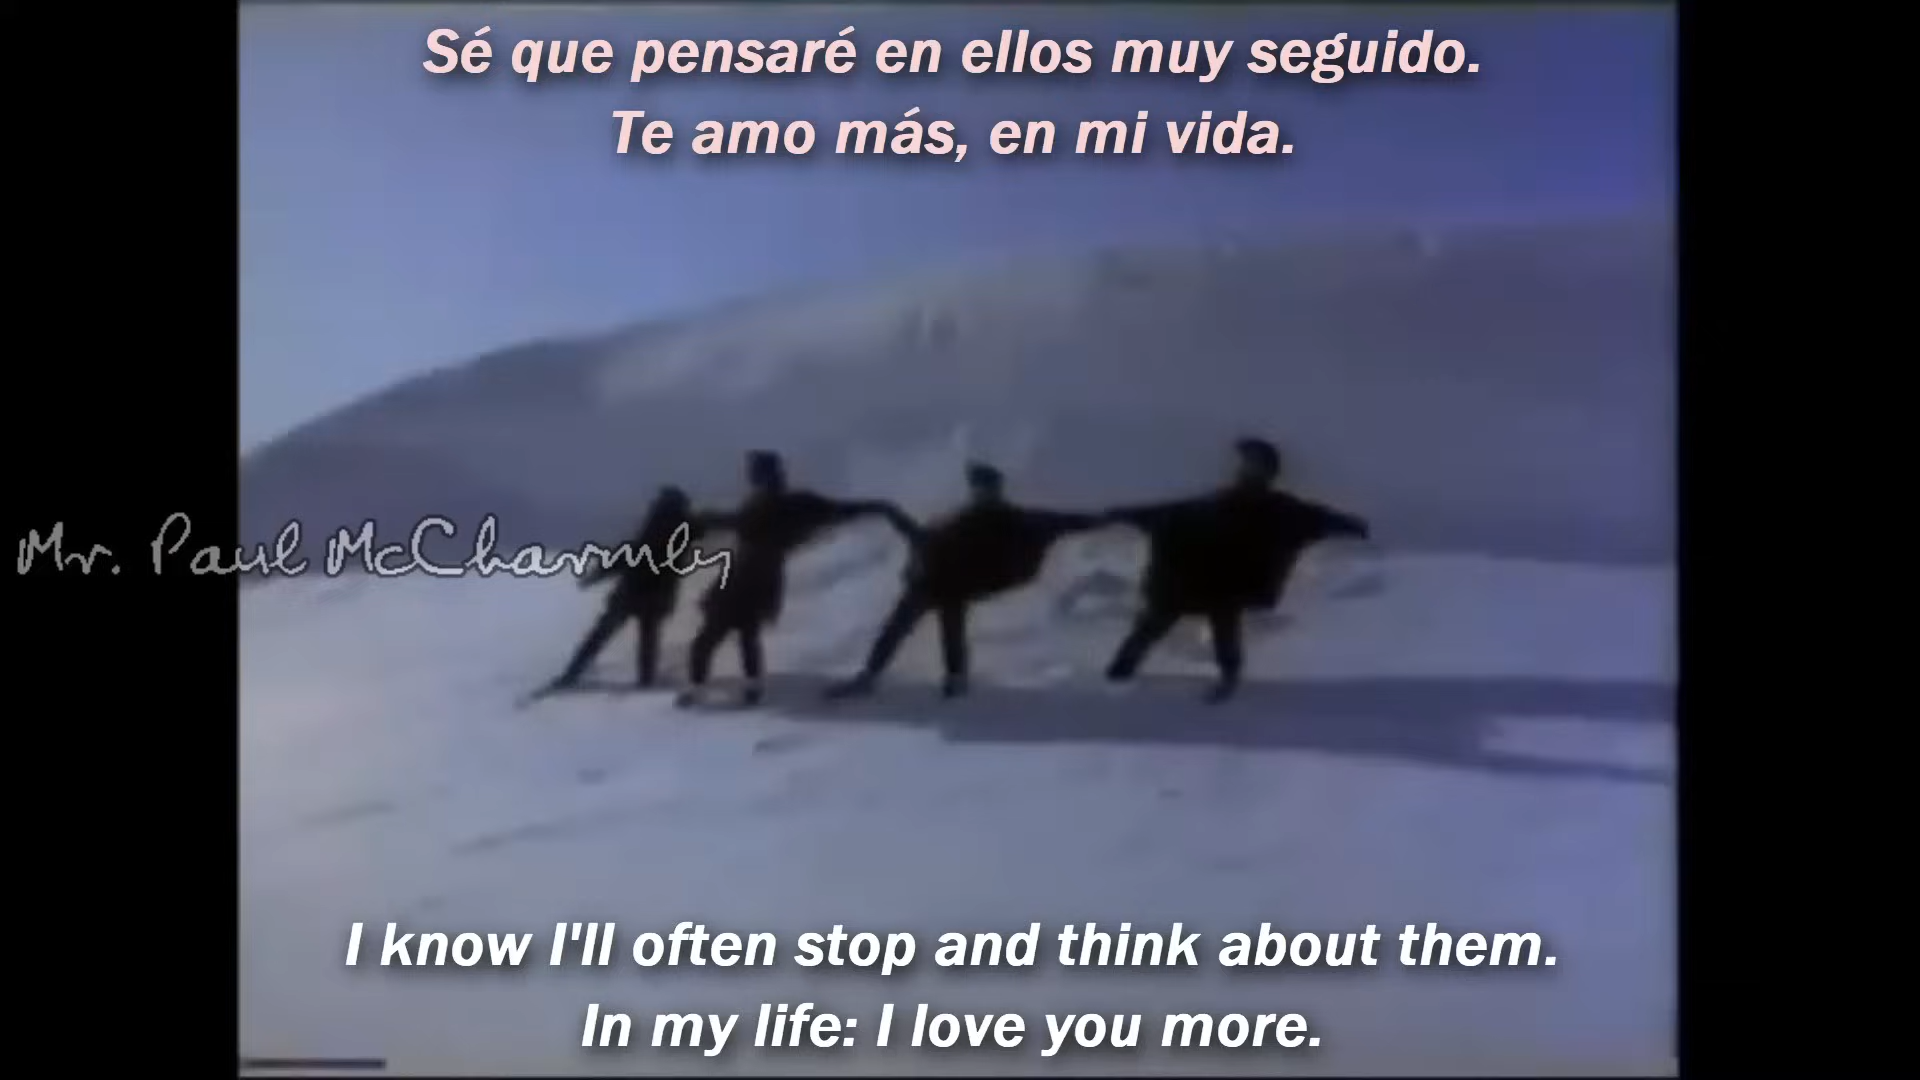 Sé que pensaré en ellos muy seguido.
Te amo más, en mi vida.
Mr. Paul McCharmly
I know I'll often stop and think about them.
In my life: I love you more.